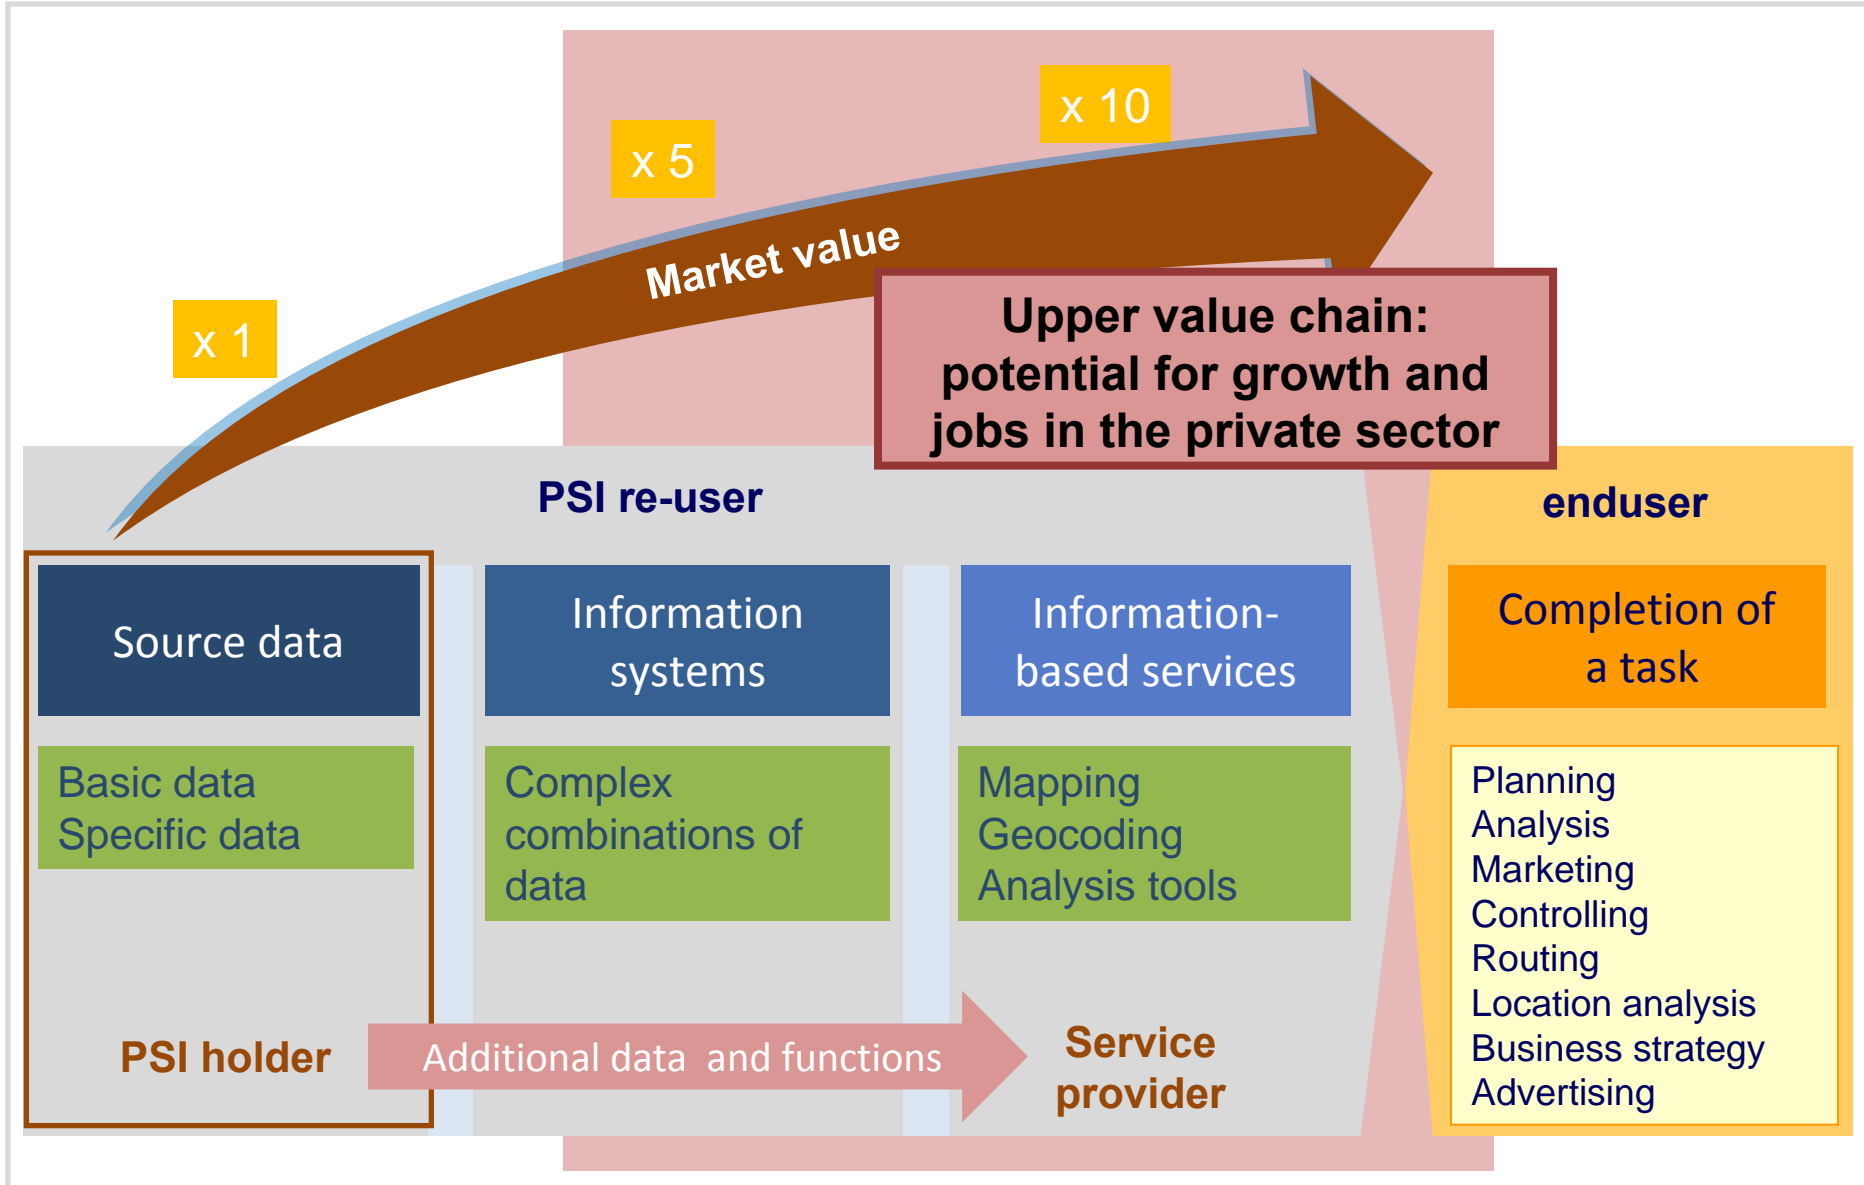 x 10
x 5
x 1
Market value
Upper value chain:
potential for growth and
jobs in the private sector
PSI re-user
enduser
Source data
Information
systems
Information-
based services
Completion of
a task
Basic data
Specific data
Complex
combinations of
data
Mapping
Geocoding
Analysis tools
Planning
Analysis
Marketing
Controlling
Routing
Location analysis
Business strategy
Advertising
PSI holder
Additional data  and functions
Service
provider